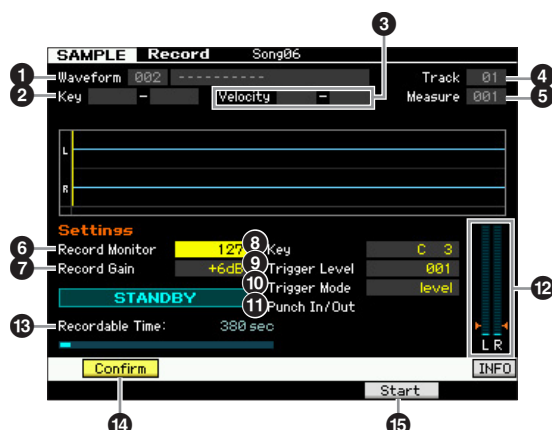 3
SAMPLE Record Song06
1 Waveform 002 ---------- Track 01 4
2 Key - Velocity - Measure 001 5
L
R
Settings
6 Record Monitor 127 8 Key C 3
7 Record Gain +6dB 9 Trigger Level 001
10 Trigger Mode level
STANDBY 11 Punch In/Out
12
13 Recordable Time: 380 sec
L R
Confirm INFO
Start
14 15